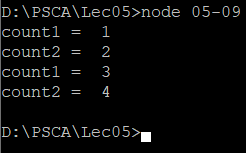 D:\PSCA\Lec05>node 05-09
count1 =  1
count2 =  2
count1 =  3
count2 =  4
D:\PSCA\Lec05>